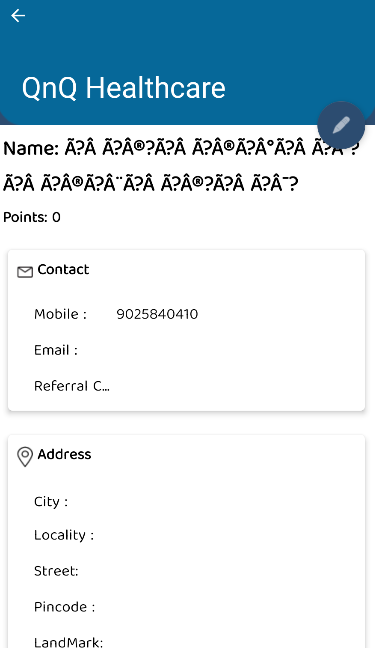 QnQ Healthcare
Name: Ã?Â Ã?Â®?Ã?Â Ã?Â®Ã?Â°Ã?Â Ã?Â¯?
Ã?Â Ã?Â®Ã?Â¨Ã?Â Ã?Â®?Ã?Â Ã?Â¯?
Points: 0
Contact
Mobile : 9025840410
Email :
Referral C...
Address
City :
Locality :
Street:
Pincode :
LandMark: